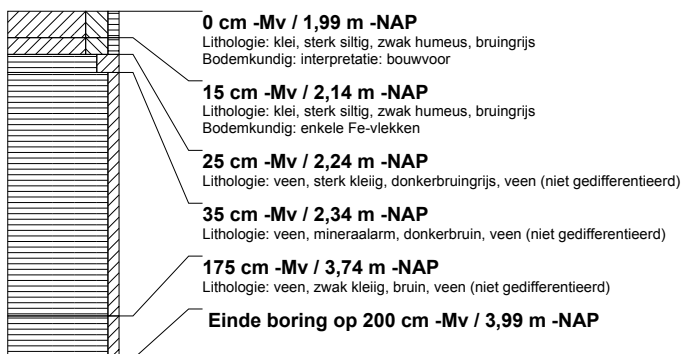 0 cm -Mv / 1,99 m -NAP
Lithologie: klei, sterk siltig, zwak humeus, bruingrijs
Bodemkundig: interpretatie: bouwvoor
15 cm -Mv / 2,14 m -NAP
Lithologie: klei, sterk siltig, zwak humeus, bruingrijs
Bodemkundig: enkele Fe-vlekken
25 cm -Mv / 2,24 m -NAP
Lithologie: veen, sterk kleiig, donkerbruingrijs, veen (niet gedifferentieerd)
35 cm -Mv / 2,34 m -NAP
Lithologie: veen, mineraalarm, donkerbruin, veen (niet gedifferentieerd)
175 cm -Mv / 3,74 m -NAP
Lithologie: veen, zwak kleiig, bruin, veen (niet gedifferentieerd)
Einde boring op 200 cm -Mv / 3,99 m -NAP